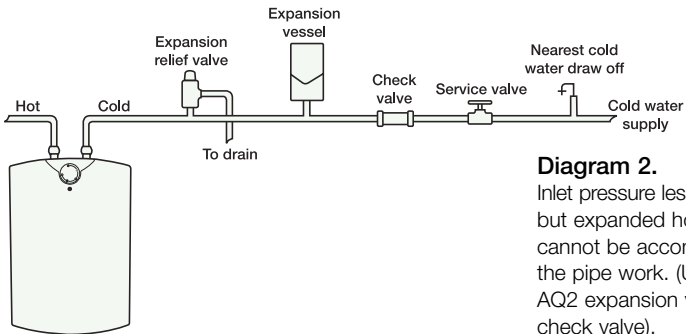 Expansion
vessel
Expansion
relief valve
Nearest cold
water draw off
Check
valve
Service valve
Hot
Cold
Cold water
supply
To drain
Diagram 2.
Inlet pressure les
but expanded ho
cannot be accor
the pipe work. (U
AQ2 expansion v
check valve).